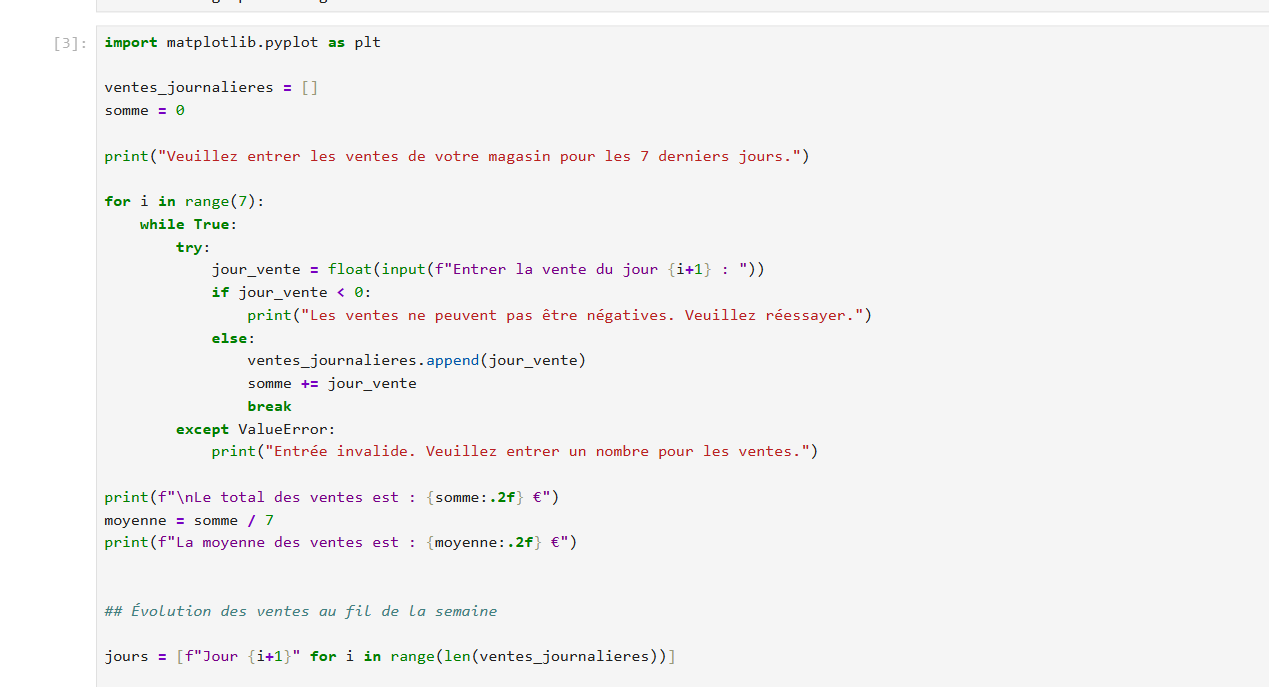 [3]: import matplotlib.pyplot as plt
ventes_journalieres = []
somme = 0
print("Veuillez entrer les ventes de votre magasin pour les 7 derniers jours.")
for i in range(7):
    while True:
        try:
            jour_vente = float(input(f"Entrer la vente du jour {i+1} : "))
            if jour_vente < 0:
                print("Les ventes ne peuvent pas être négatives. Veuillez réessayer.")
            else:
                ventes_journalieres.append(jour_vente)
                somme += jour_vente
                break
        except ValueError:
            print("Entrée invalide. Veuillez entrer un nombre pour les ventes.")
print(f"\nLe total des ventes est : {somme:.2f} €")
moyenne = somme / 7
print(f"La moyenne des ventes est : {moyenne:.2f} €")
## Évolution des ventes au fil de la semaine
jours = [f"Jour {i+1}" for i in range(len(ventes_journalieres))]